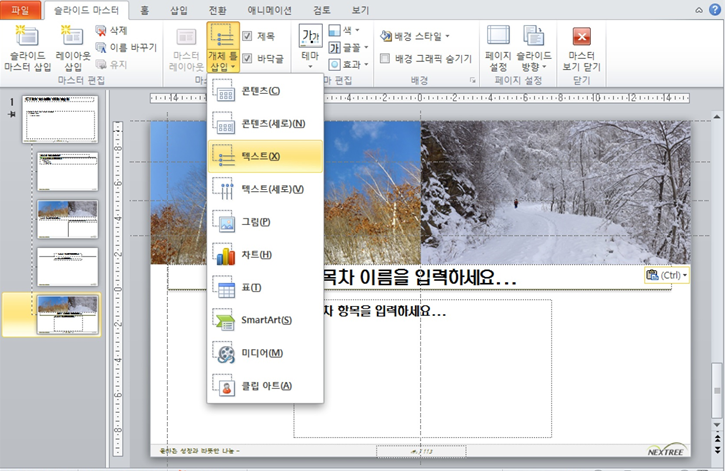 파일 슬라이드 마스터 홈 삽입 전환 애니메이션 검토 보기
슬라이드 마스터 삽입
레이아웃 삽입
삭제
이름 바꾸기
유지
마스터 편집
마스터 레이아웃
개체 틀 삽입
제목
바닥글
테마
색
글꼴
효과
마 편집
배경 스타일
배경 그래픽 숨기기
배경
페이지 설정
슬라이드 방향
페이지 설정
마스터 보기 닫기
닫기
1
콘텐츠(C)
콘텐츠(세로)(N)
텍스트(X)
텍스트(세로)(V)
그림(P)
차트(H)
표(T)
SmartArt(S)
미디어(M)
클립 아트(A)
목차 이름을 입력하세요...
(Ctrl)
차 항목을 입력하세요...
NEXTREE